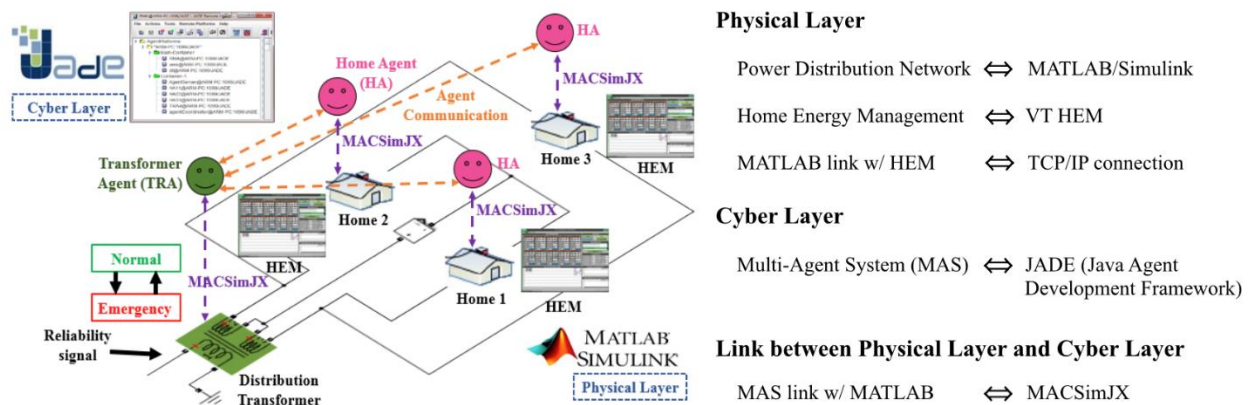 Jade
Cyber Layer
HA
Home Agent
(HA)
MACSimJX
Agent
Communication
MACSimJX
Home 3
HEM
Transformer
Agent (TRA)
HA
MACSimJX
Home 2
HEM
Normal
Emergency
MACSimJX
Home 1
HEM
Reliability
signal
Distribution
Transformer
MATLAB
SIMULINK
Physical Layer
Physical Layer
Power Distribution Network ⇔ MATLAB/Simulink
Home Energy Management ⇔ VT HEM
MATLAB link w/ HEM ⇔ TCP/IP connection
Cyber Layer
Multi-Agent System (MAS) ⇔ JADE (Java Agent
Development Framework)
Link between Physical Layer and Cyber Layer
MAS link w/ MATLAB ⇔ MACSimJX